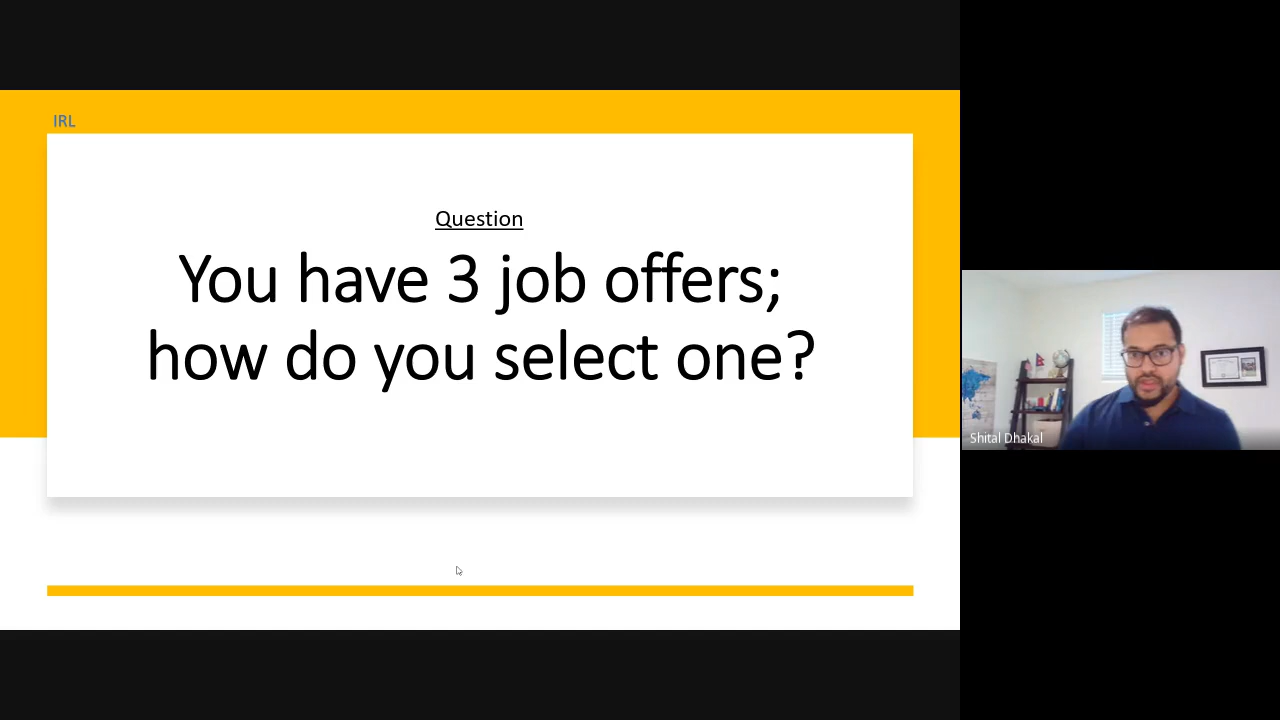 IRL
Question
You have 3 job offers;
how do you select one?
Shital Dhakal